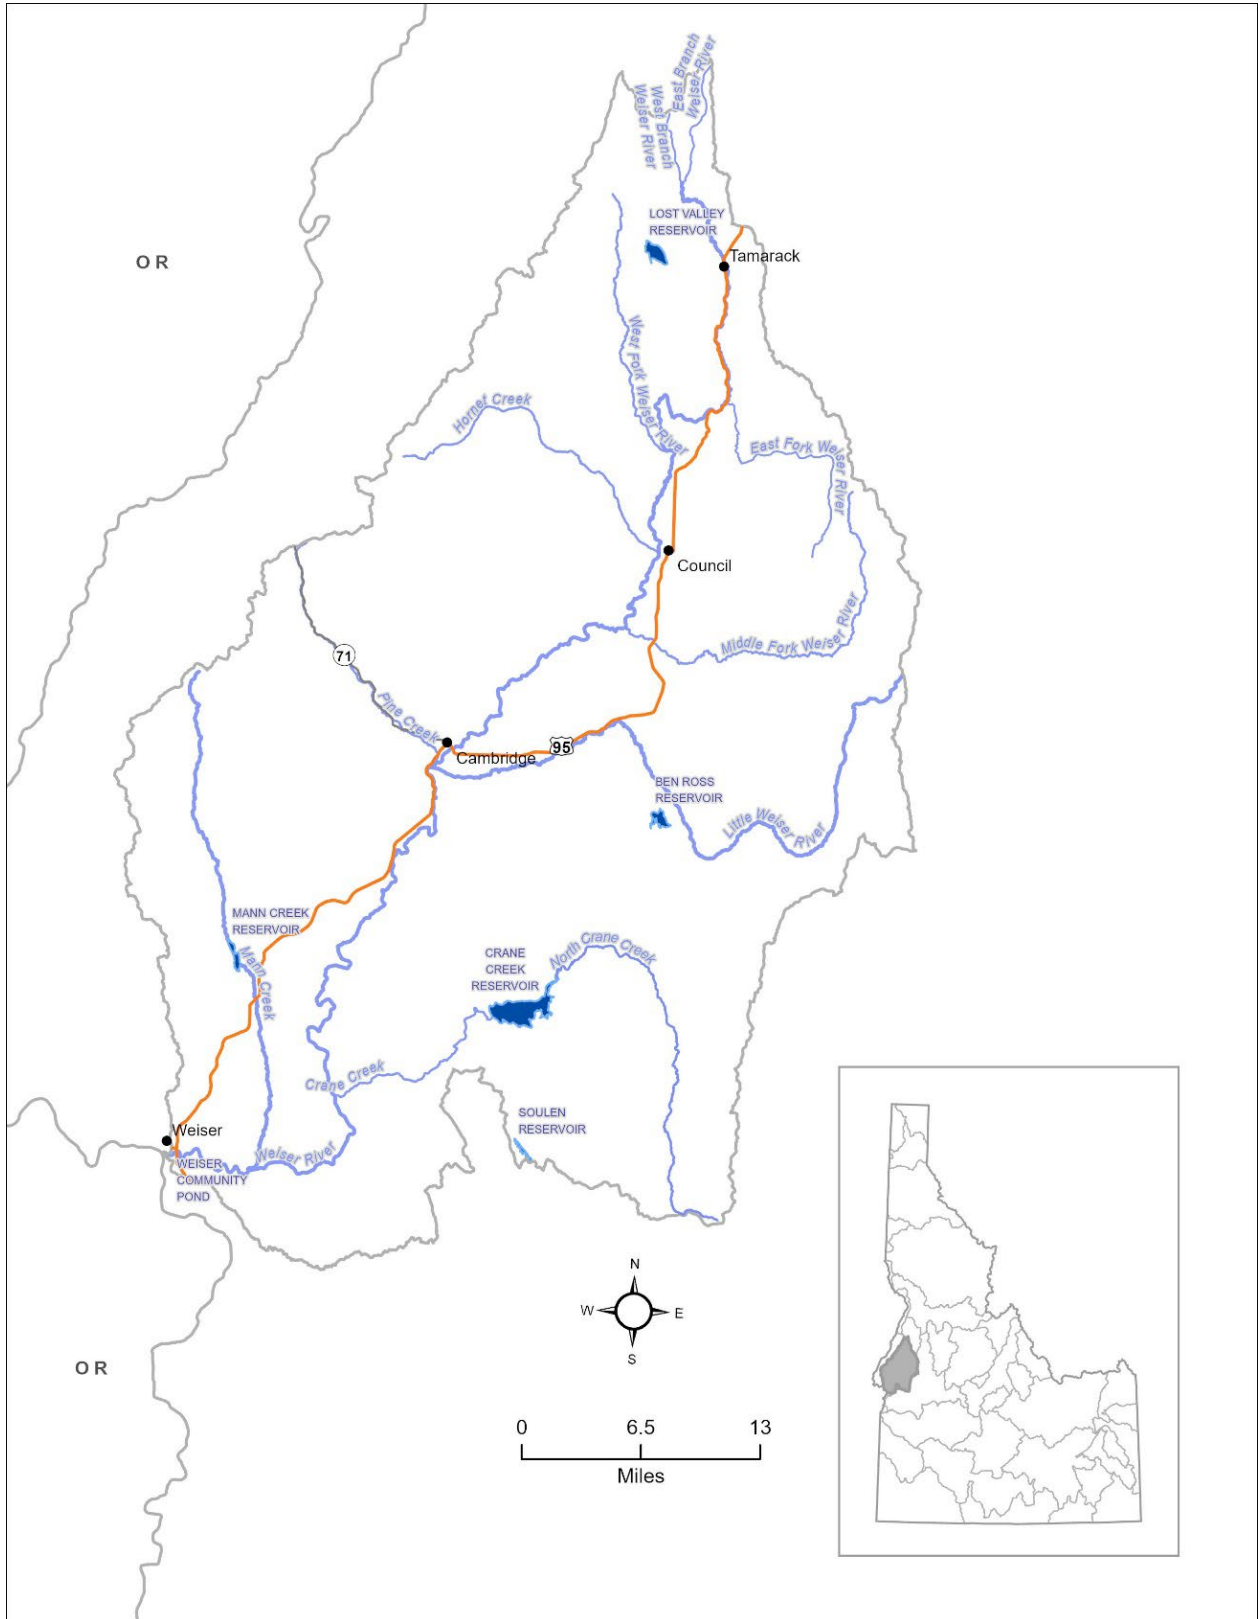 East Branch
Weiser River
West Branch
Weiser River
LOST VALLEY
RESERVOIR
Tamarack
OR
West Fork Weiser River
Hornet Creek
East Fork Weiser River
Council
Middle Fork Weiser River
71
Pine Creek
95
Cambridge
BEN ROSS
RESERVOIR
Little Weiser River
MANN CREEK
RESERVOIR
Mann Creek
CRANE
CREEK
RESERVOIR
North Crane Creek
Crane Creek
SOULEN
RESERVOIR
Weiser
Weiser River
WEISER
COMMUNITY
POND
N
W E
S
OR
0 6.5 13
Miles